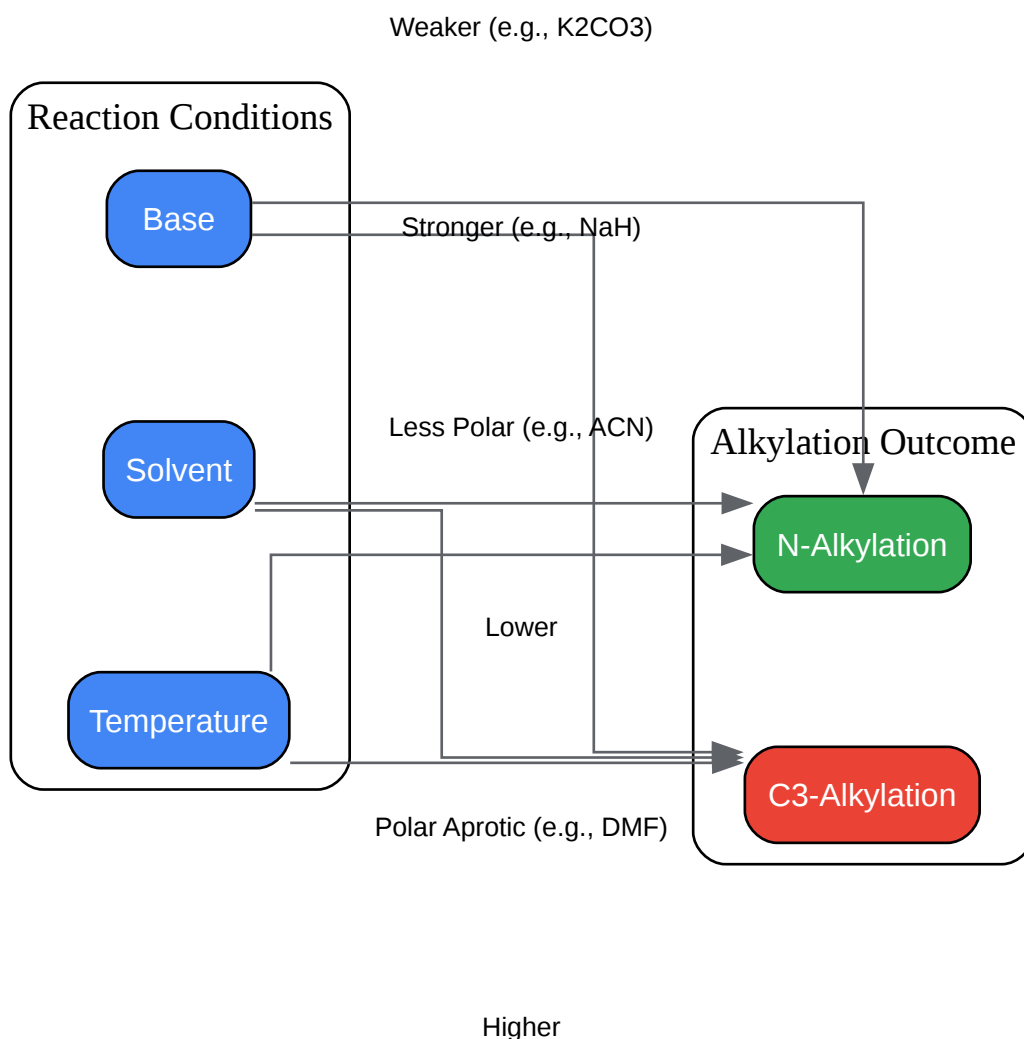 Weaker (e.g., K2CO3)
Reaction Conditions
Base
Stronger (e.g., NaH)
Less Polar (e.g., ACN)
Alkylation Outcome
Solvent
N-Alkylation
Lower
Temperature
C3-Alkylation
Polar Aprotic (e.g., DMF)
Higher